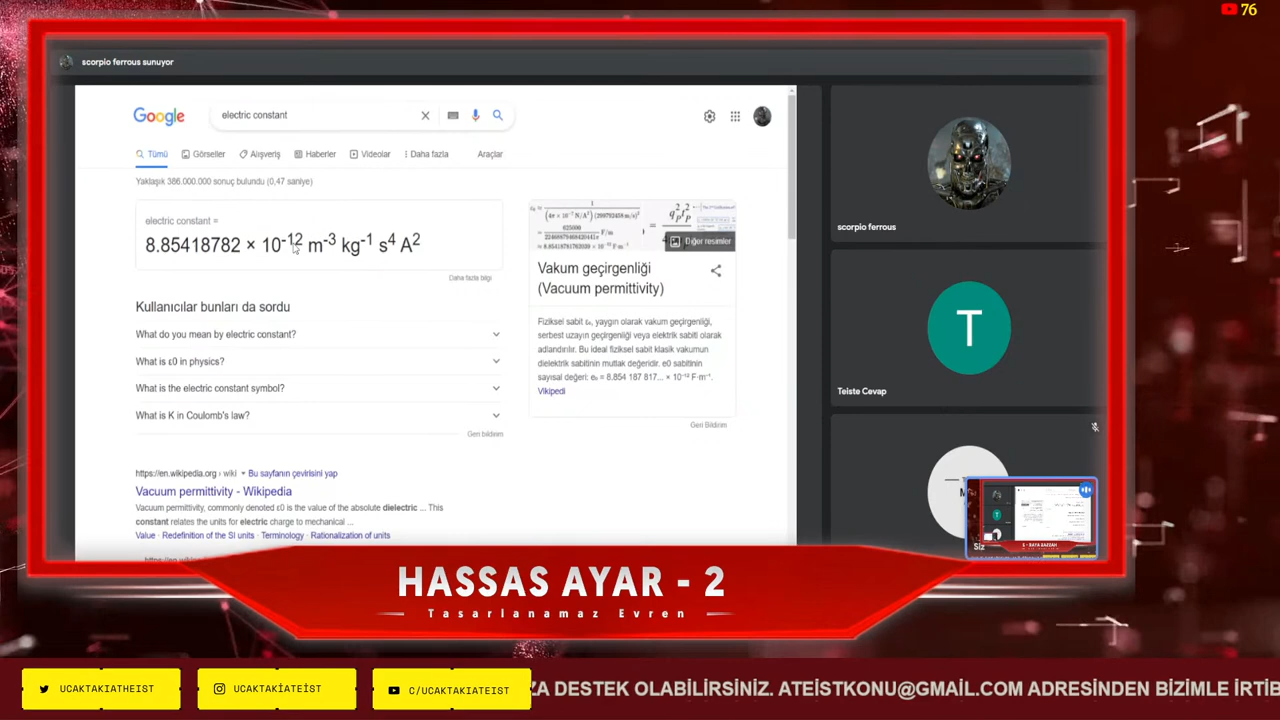 76
scorpio ferrous sunuyor
Google
electric constant
Tümü Görseller Alışveriş Haberler Videolar Daha fazla Araçlar
Yaklaşık 386.000.000 sonuç bulundu (0,47 saniye)
electric constant =
8.85418782 × 10⁻¹² m⁻³ kg⁻¹ s⁴ A²
Daha fazla bilgi
Kullanıcılar bunları da sordu
What do you mean by electric constant?
What is ε0 in physics?
What is the electric constant symbol?
What is K in Coulomb's law?
Geri bildirim
https://en.wikipedia.org › wiki Bu sayfanın çevirisini yap
Vacuum permittivity - Wikipedia
Vacuum permittivity, commonly denoted ε0 is the value of the absolute dielectric ... This
constant relates the units for electric charge to mechanical ...
Value · Redefinition of the SI units · Terminology · Rationalization of units
Diğer resimler
Vakum geçirgenliği
(Vacuum permittivity)
Fiziksel sabit ε₀, yaygın olarak vakum geçirgenliği,
serbest uzayın geçirgenliği veya elektrik sabiti olarak
adlandırılır. Bu ideal fiziksel sabit klasik vakumun
dielektrik sabitinin mutlak değeridir. e0 sabitinin
sayısal değeri: e₀ = 8.854 187 817... × 10⁻¹² F·m⁻¹.
Vikipedi
Geri Bildirim
scorpio ferrous
T
Teiste Cevap
Siz
HASSAS AYAR - 2
Tasarlanamaz Evren
UCAKTAKIATHEIST
UCAKTAKİATEİST
C/UCAKTAKIATEIST
ZA DESTEK OLABİLİRSİNİZ. ATEISTKONU@GMAIL.COM ADRESİNDEN BİZİMLE İRTİB